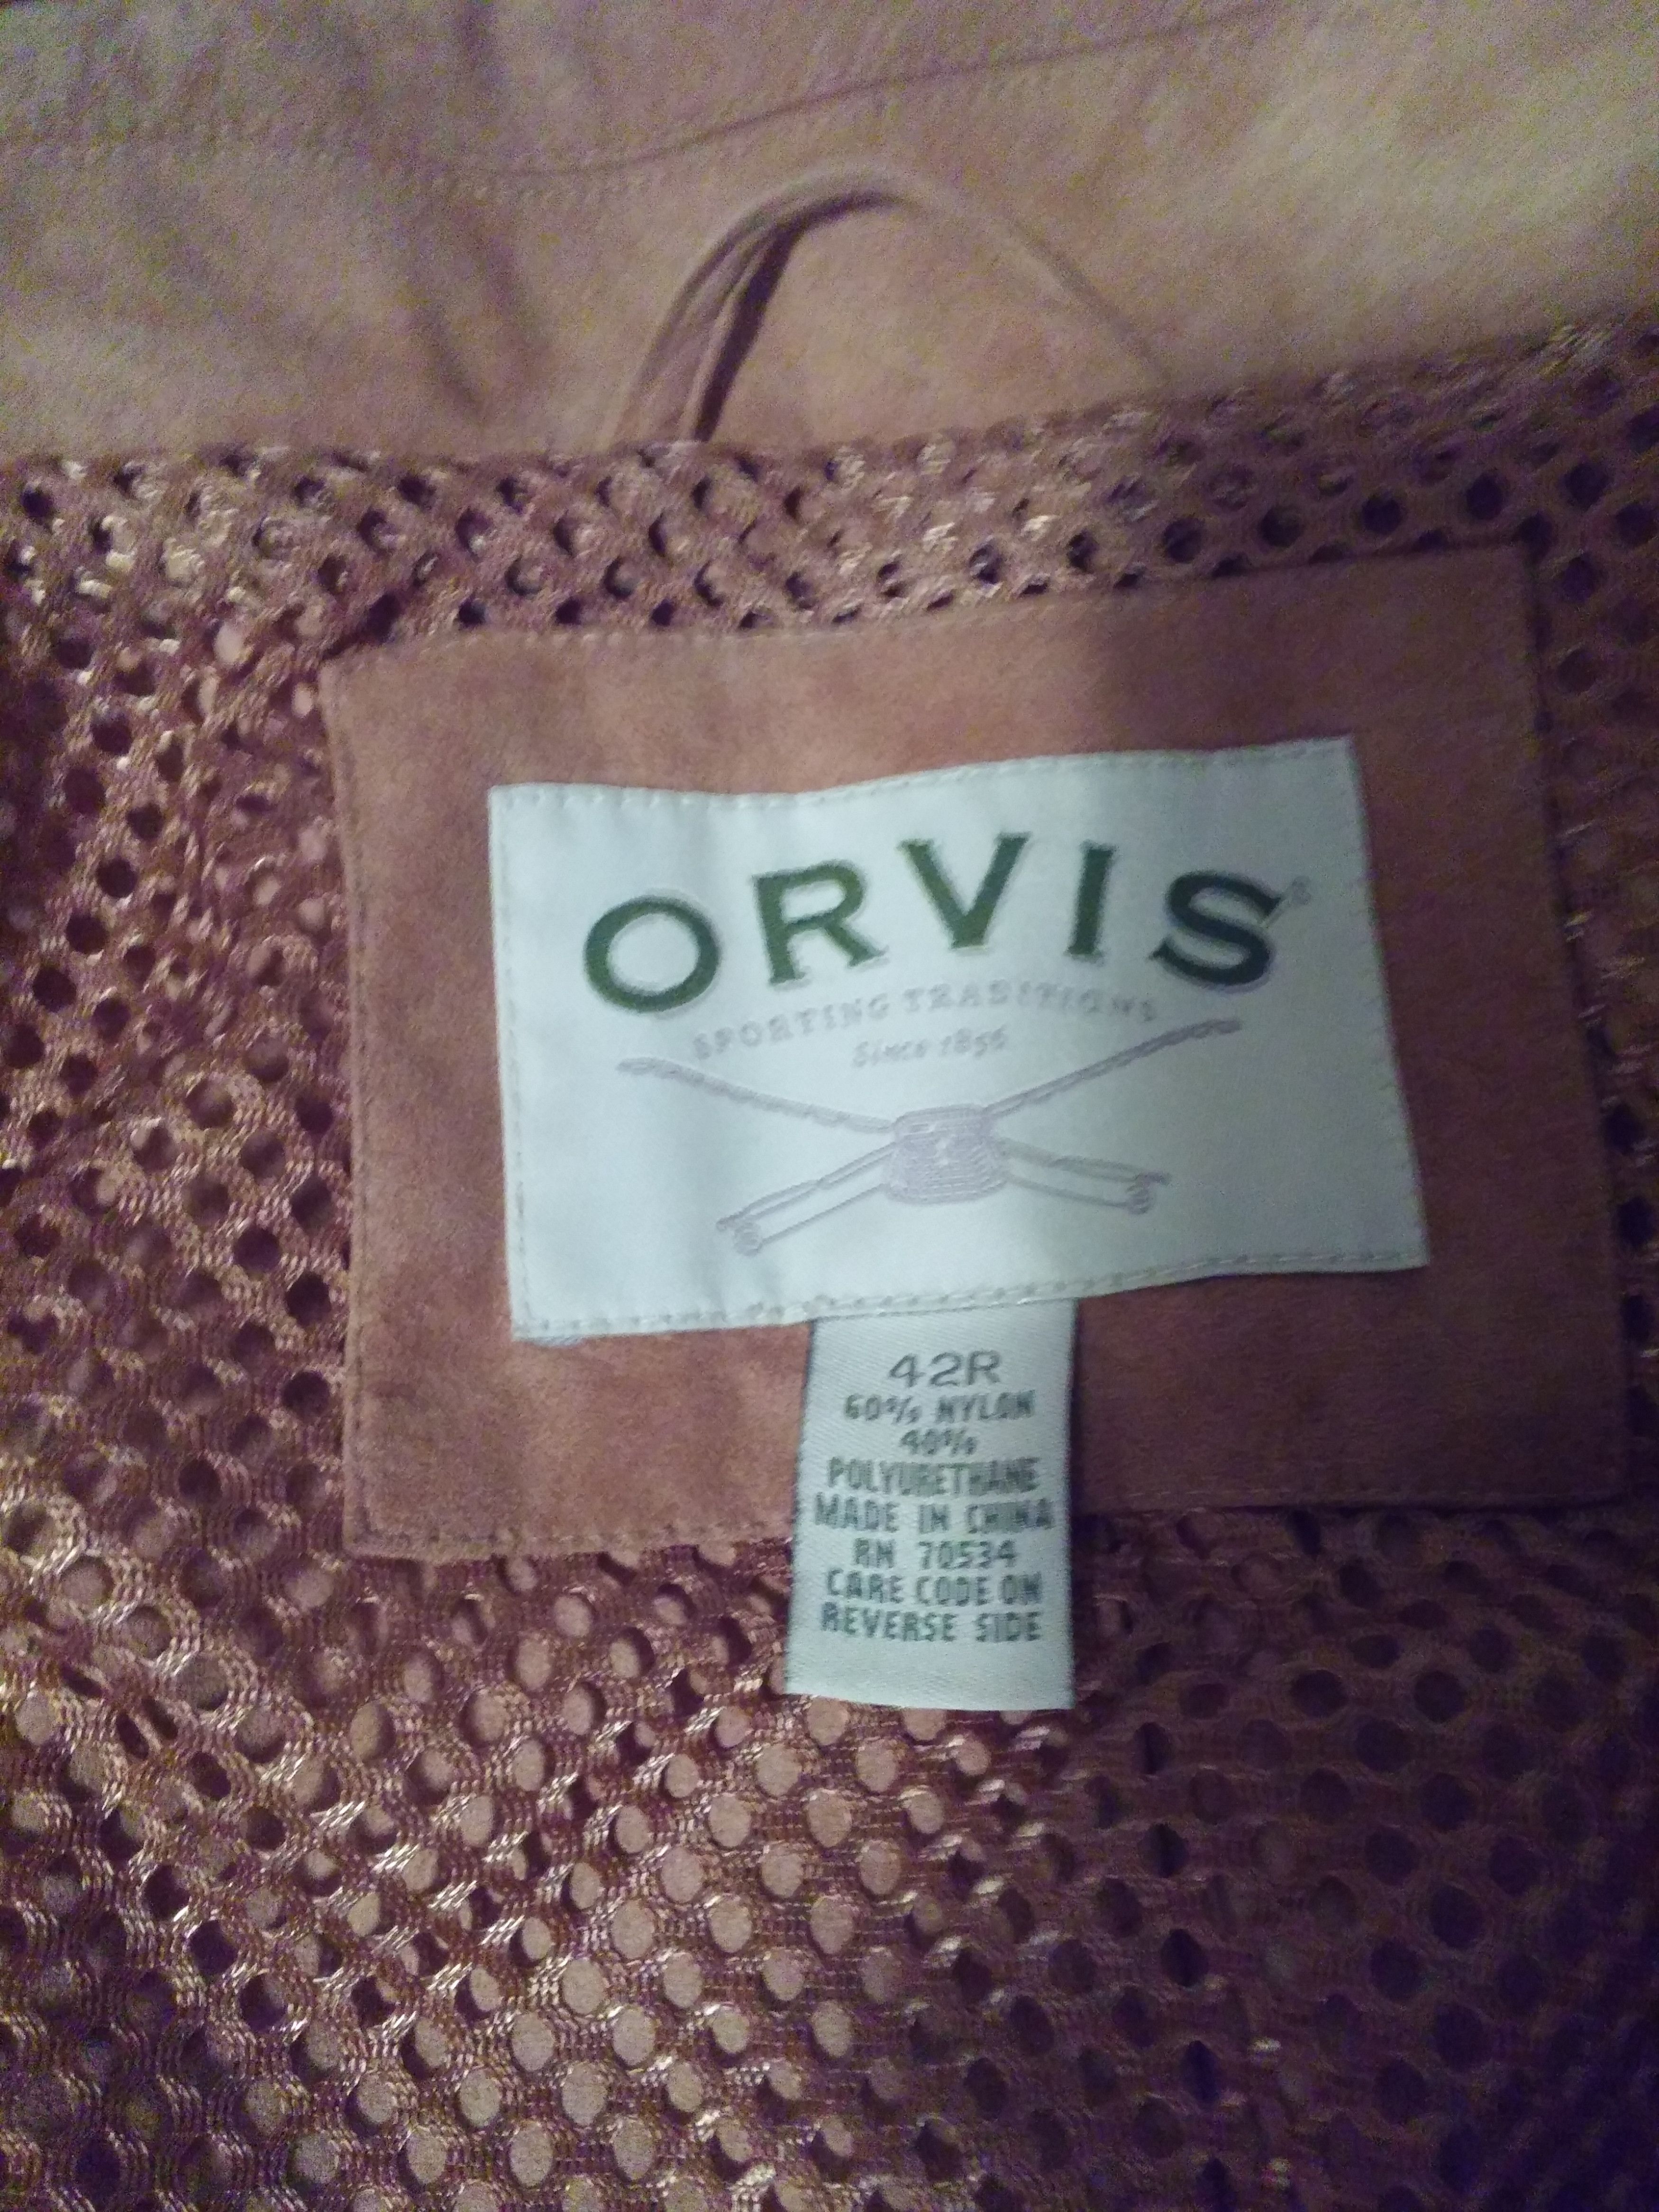 ORVIS
SPORTING TRADITIONS
Since 1856
42R
60% NYLON
40%
POLYURETHANE
MADE IN CHINA
RN 70534
CARE CODE ON
REVERSE SIDE